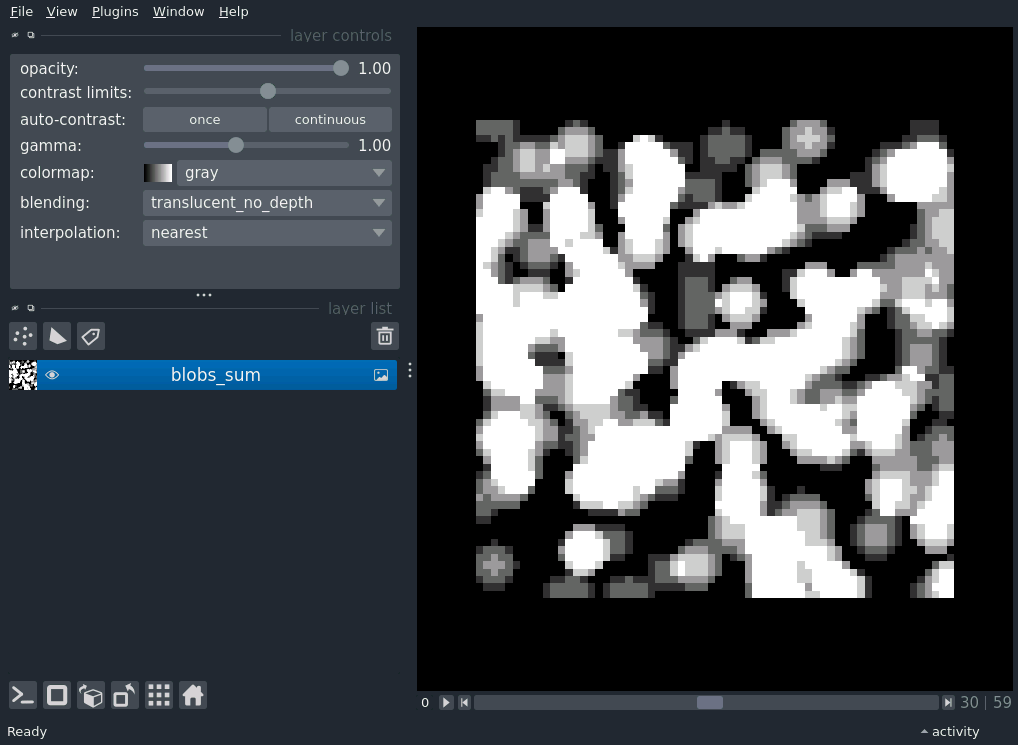 File View Plugins Window Help
layer controls
opacity: 1.00
contrast limits:
auto-contrast: once continuous
gamma: 1.00
colormap: gray
blending: translucent_no_depth
interpolation: nearest
layer list
blobs_sum
0 30 | 59
Ready activity